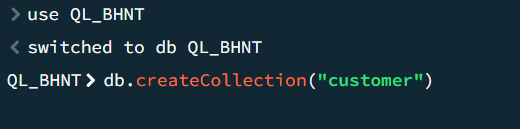 > use QL_BHNT
< switched to db QL_BHNT
QL_BHNT> db.createCollection("customer")